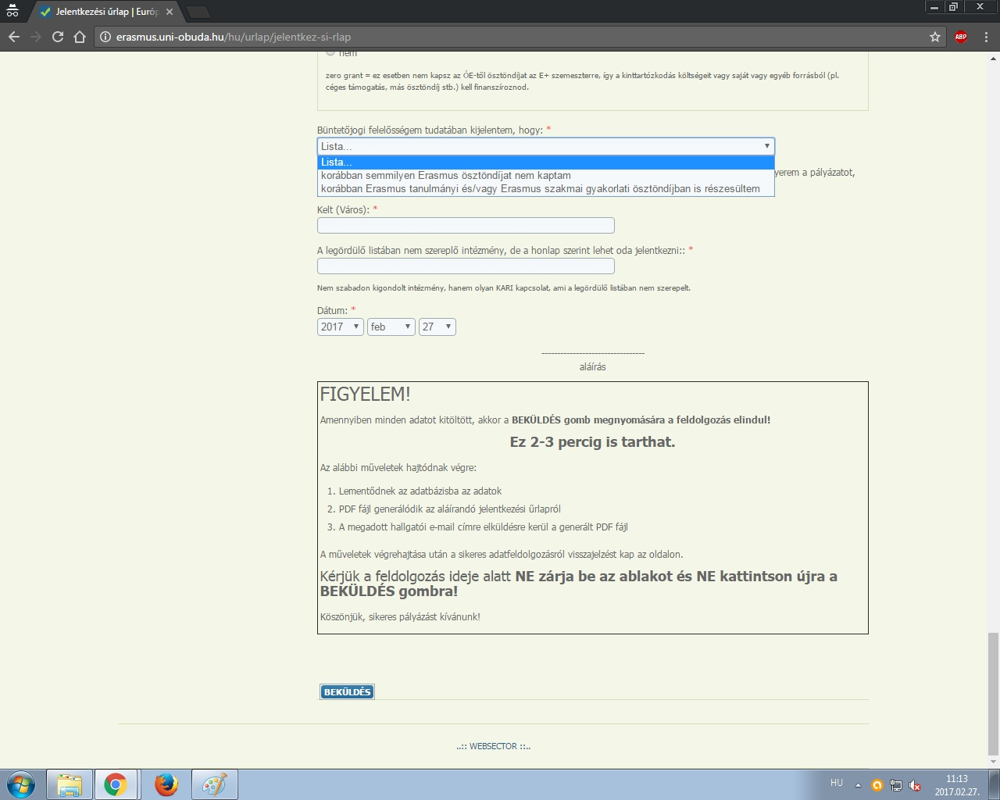 Jelentkezési űrlap | Európ
erasmus.uni-obuda.hu/hu/urlap/jelentkez-si-rlap
ABP
nem
zero grant = ez esetben nem kapsz az ÓE-től ösztöndíjat az E+ szemeszterre, így a kinttartózkodás költségeit vagy saját vagy egyéb forrásból (pl.
céges támogatás, más ösztöndíj stb.) kell finanszíroznod.
Büntetőjogi felelősségem tudatában kijelentem, hogy: *
Lista...
Lista...
korábban semmilyen Erasmus ösztöndíjat nem kaptam
yerem a pályázatot,
korábban Erasmus tanulmányi és/vagy Erasmus szakmai gyakorlati ösztöndíjban is részesültem
Kelt (Város): *
A legördülő listában nem szereplő intézmény, de a honlap szerint lehet oda jelentkezni:: *
Nem szabadon kigondolt intézmény, hanem olyan KARI kapcsolat, ami a legördülő listában nem szerepelt.
Dátum: *
2017 feb 27
---------------------------------
aláírás
FIGYELEM!
Amennyiben minden adatot kitöltött, akkor a BEKÜLDÉS gomb megnyomására a feldolgozás elindul!
Ez 2-3 percig is tarthat.
Az alábbi műveletek hajtódnak végre:
1. Lementődnek az adatbázisba az adatok
2. PDF fájl generálódik az aláírandó jelentkezési űrlapról
3. A megadott hallgatói e-mail címre elküldésre kerül a generált PDF fájl
A műveletek végrehajtása után a sikeres adatfeldolgozásról visszajelzést kap az oldalon.
Kérjük a feldolgozás ideje alatt NE zárja be az ablakot és NE kattintson újra a
BEKÜLDÉS gombra!
Köszönjük, sikeres pályázást kívánunk!
BEKÜLDÉS
..:: WEBSECTOR ::..
HU
11:13
2017.02.27.